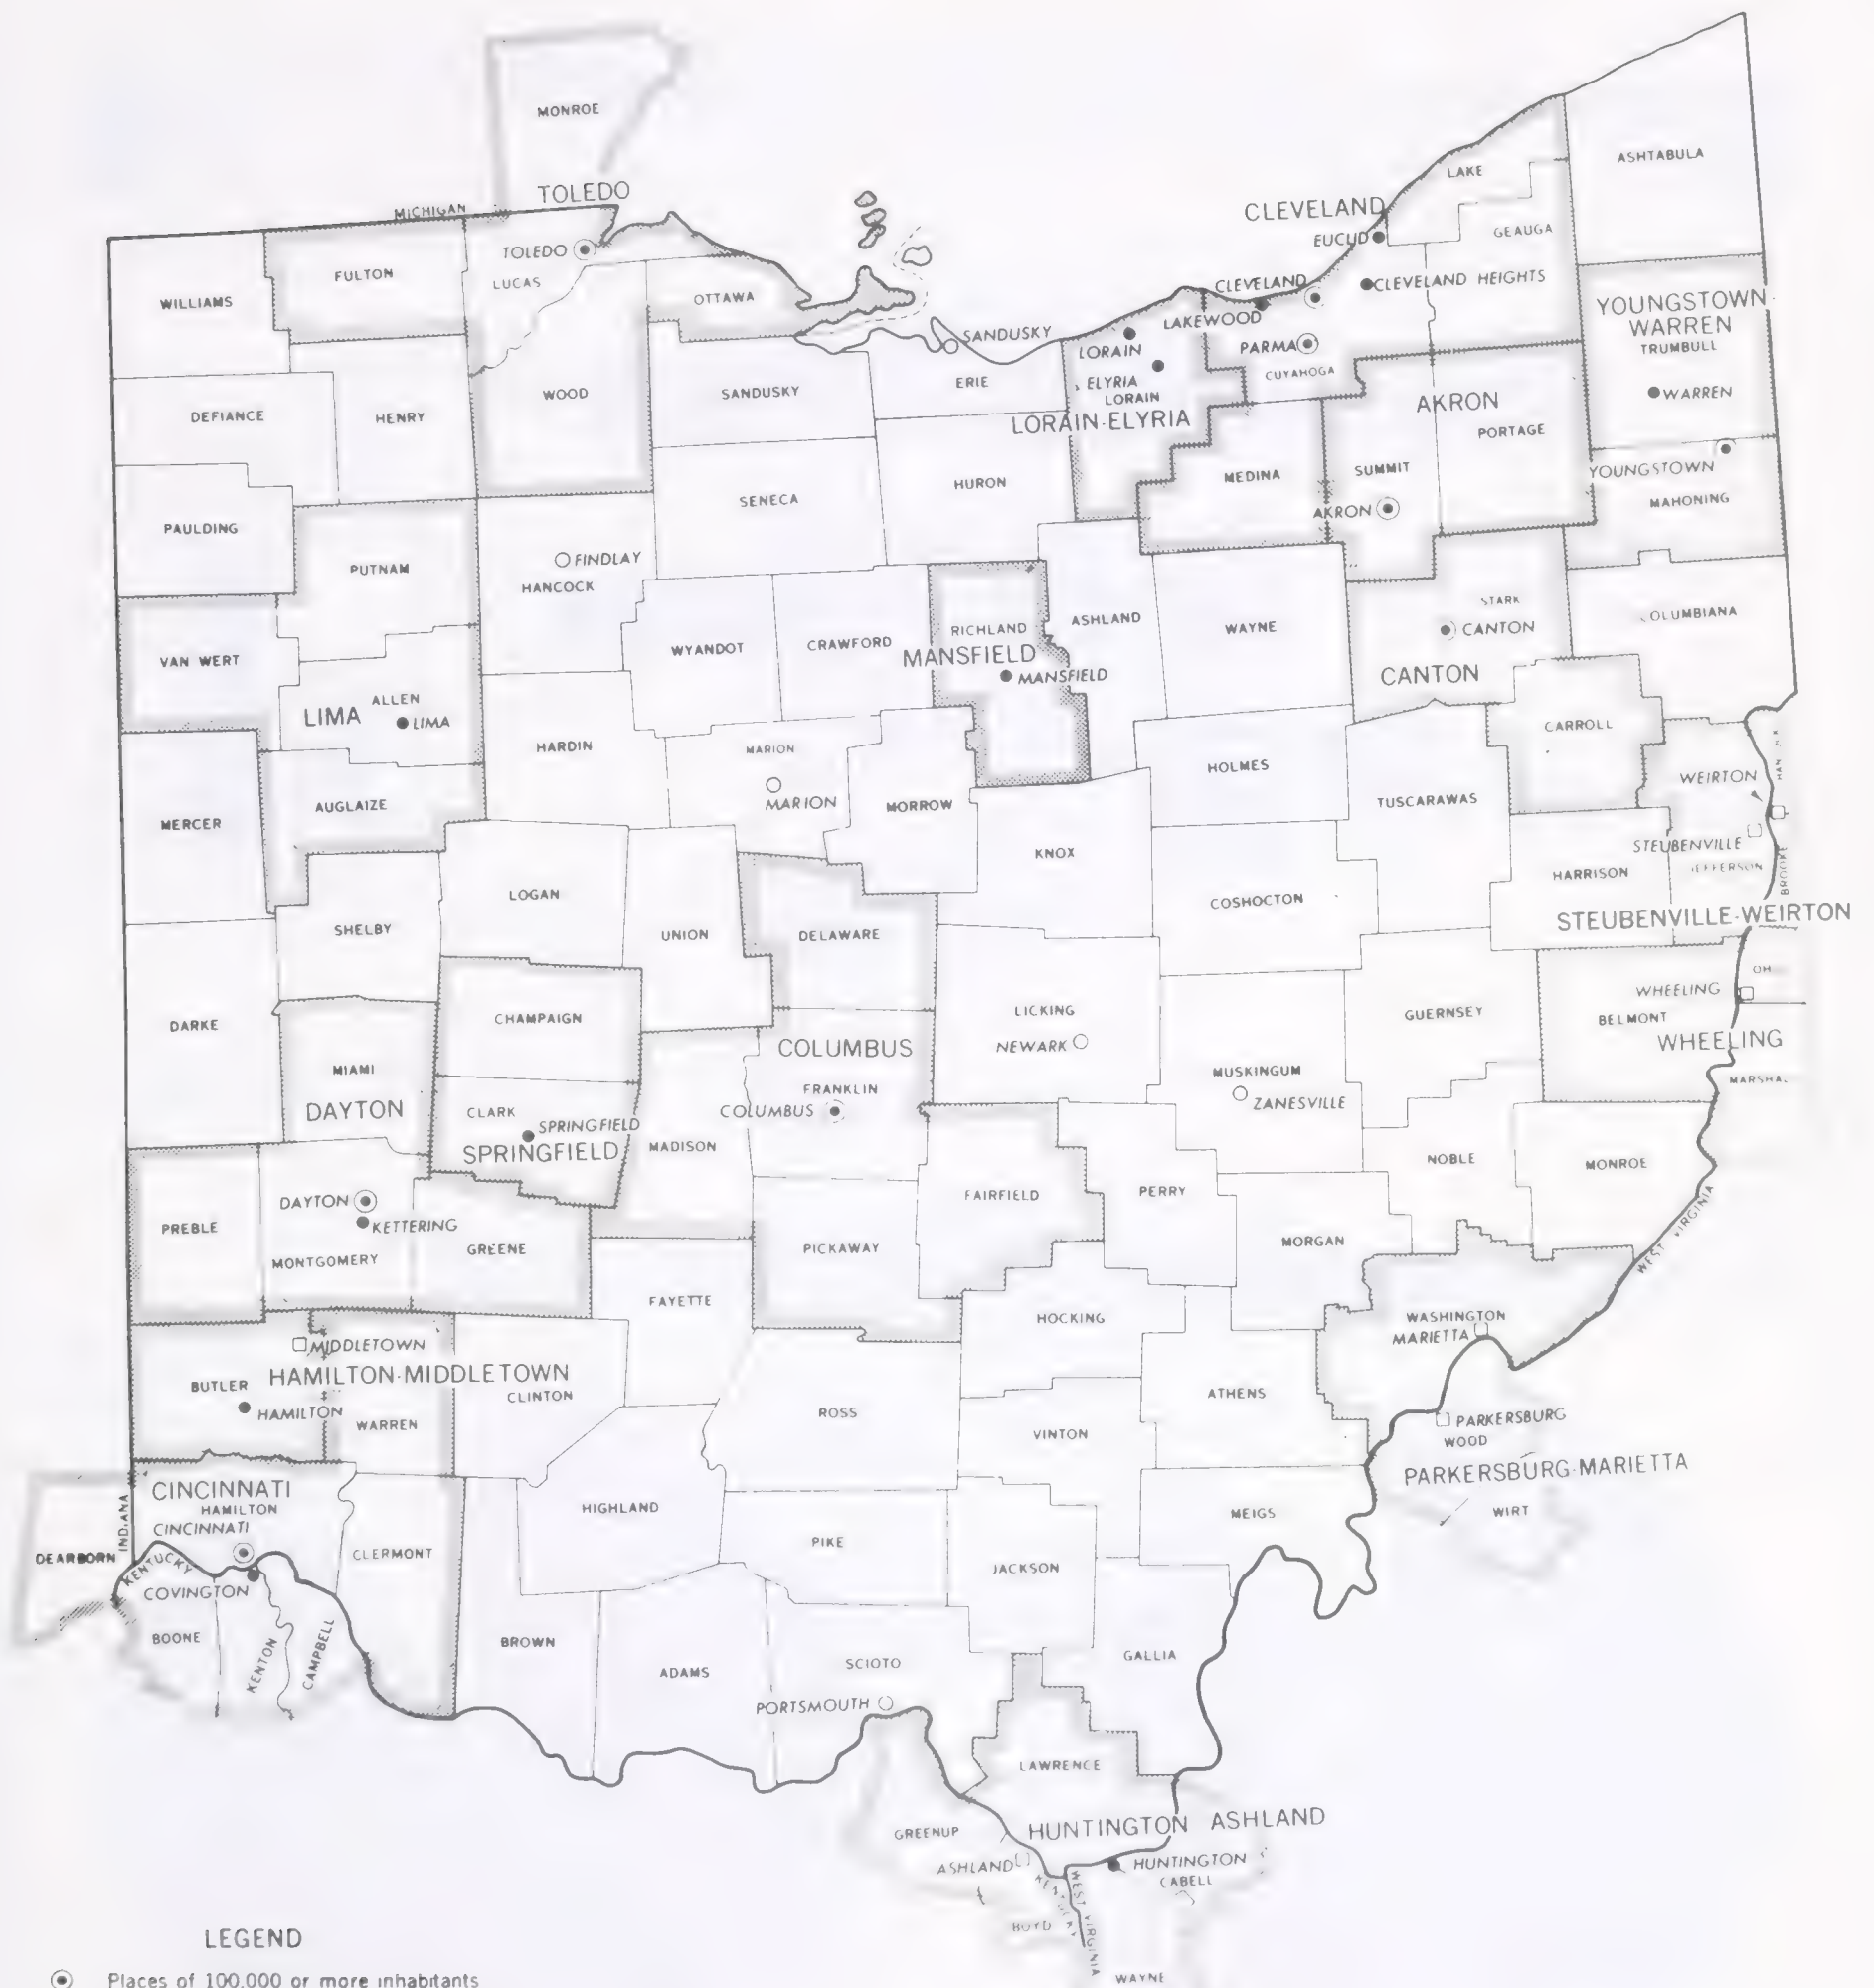 MONROE
TOLEDO
MICHIGAN
ASHTABULA
LAKE
CLEVELAND
EUCLID
GEAUGA
TOLEDO
LUCAS
FULTON
WILLIAMS
OTTAWA
CLEVELAND
CLEVELAND HEIGHTS
LAKEWOOD
YOUNGSTOWN-
WARREN
TRUMBULL
SANDUSKY
LORAIN
PARMA
CUYAHOGA
ELYRIA
LORAIN
LORAIN-ELYRIA
ERIE
SANDUSKY
WOOD
HENRY
DEFIANCE
AKRON
WARREN
PORTAGE
YOUNGSTOWN
MAHONING
SUMMIT
MEDINA
AKRON
HURON
SENECA
PAULDING
PUTNAM
FINDLAY
HANCOCK
STARK
CANTON
COLUMBIANA
CANTON
WAYNE
ASHLAND
RICHLAND
MANSFIELD
MANSFIELD
CRAWFORD
WYANDOT
VAN WERT
ALLEN
LIMA
LIMA
HARDIN
MARION
MARION
MORROW
HOLMES
CARROLL
TUSCARAWAS
WEIRTON
STEUBENVILLE
JEFFERSON
BROOKE
HARRISON
MERCER
AUGLAIZE
KNOX
LOGAN
COSHOCTON
STEUBENVILLE-WEIRTON
SHELBY
UNION
DELAWARE
OH
WHEELING
BELMONT
WHEELING
MARSHA
GUERNSEY
LICKING
NEWARK
CHAMPAIGN
DARKE
MIAMI
DAYTON
COLUMBUS
FRANKLIN
COLUMBUS
MUSKINGUM
ZANESVILLE
CLARK
SPRINGFIELD
SPRINGFIELD
MADISON
NOBLE
MONROE
WEST VIRGINIA
FAIRFIELD
PERRY
DAYTON
KETTERING
PREBLE
MONTGOMERY
GREENE
PICKAWAY
MORGAN
FAYETTE
HOCKING
WASHINGTON
MARIETTA
MIDDLETOWN
HAMILTON-MIDDLETOWN
BUTLER
HAMILTON
WARREN
CLINTON
ROSS
ATHENS
VINTON
PARKERSBURG
WOOD
PARKERSBURG-MARIETTA
WIRT
CINCINNATI
HAMILTON
CINCINNATI
INDIANA
DEARBORN
KENTUCKY
COVINGTON
CLERMONT
HIGHLAND
PIKE
MEIGS
JACKSON
BOONE
KENTON
CAMPBELL
BROWN
ADAMS
SCIOTO
PORTSMOUTH
GALLIA
LAWRENCE
HUNTINGTON ASHLAND
GREENUP
ASHLAND
HUNTINGTON
CABELL
KENTUCKY
WEST VIRGINIA
BOYD
WAYNE
LEGEND
Places of 100,000 or more inhabitants